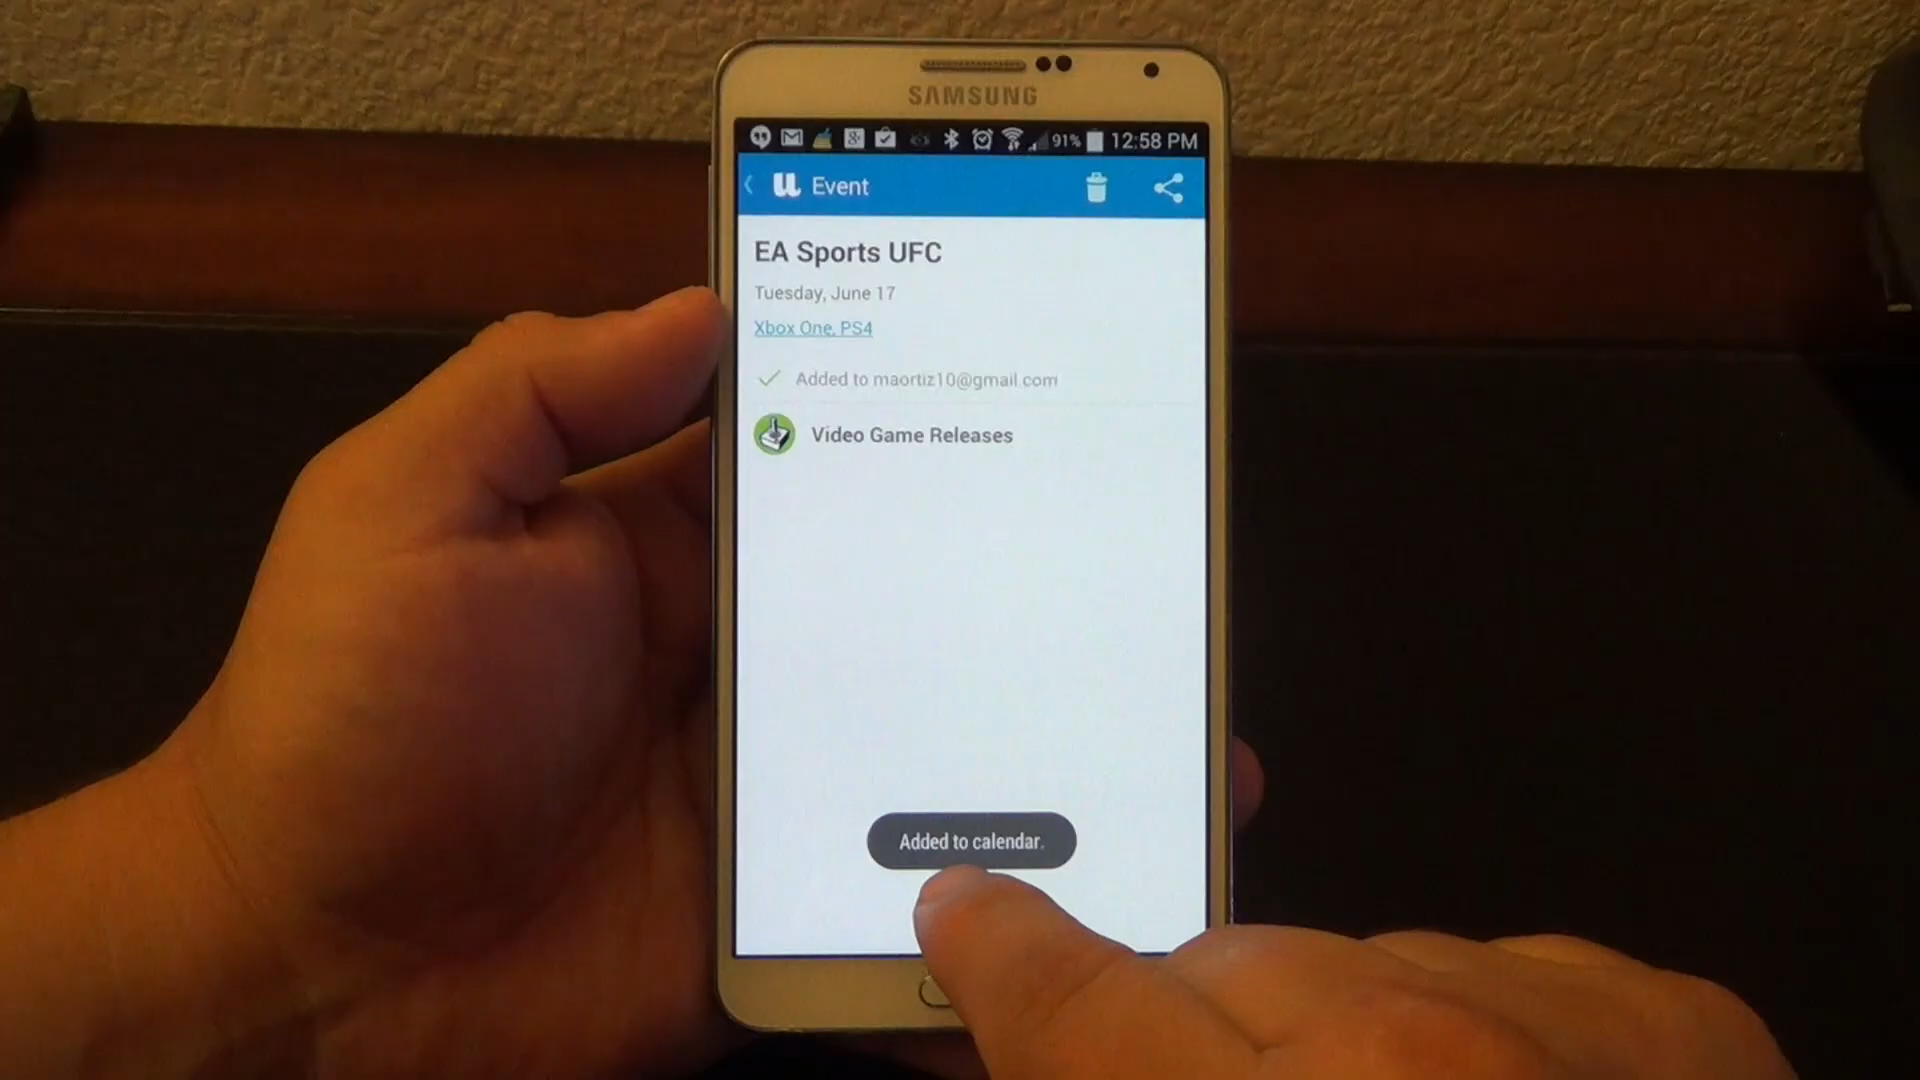 SAMSUNG
91% 12:58 PM
Event
EA Sports UFC
Tuesday, June 17
Xbox One, PS4
Added to maortiz10@gmail.com
Video Game Releases
Added to calendar.